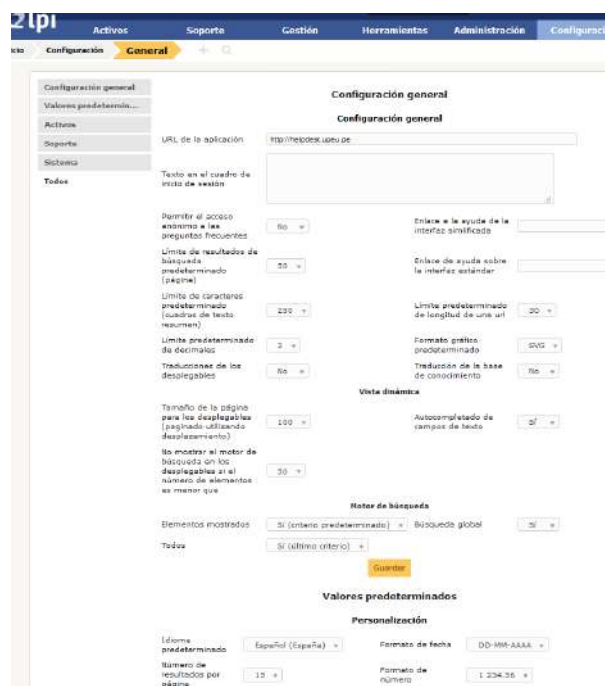 Activos Soporte Gestión Herramientas Administración
Configuración General
Configuración general
Valores predetermin...
Activos
Soporte
Sistema
Todos
Configuración general
Configuración general
URL de la aplicación http://helpdesk.upeu.pe
Texto en el cuadro de
inicio de sesión
Permitir el acceso
anónimo a las
preguntas frecuentes
No
Enlace a la ayuda de la
interfaz simplificada
Límite de resultados de
búsqueda
predeterminado
(página)
50
Enlace de ayuda sobre
la interfaz estándar
Límite de caracteres
predeterminado
(cuadros de texto
resumen)
250
Límite predeterminado
de longitud de una url
30
Límite predeterminado
de decimales
2
Formato gráfico
predeterminado
SVG
Traducciones de los
desplegables
No
Traducción de la base
de conocimiento
No
Vista dinámica
Tamaño de la página
para los desplegables
(paginado utilizando
desplazamiento)
100
Autocompletado de
campos de texto
Sí
No mostrar el motor de
búsqueda en los
desplegables si el
número de elementos
es menor que
50
Motor de búsqueda
Elementos mostrados Sí (criterio predeterminado) Búsqueda global Sí
Todos Sí (último criterio)
Guardar
Valores predeterminados
Personalización
Idioma
predeterminado
Español (España)
Formato de fecha DD-MM-AAAA
Número de
resultados por
página
15
Formato de
número
1 234.56